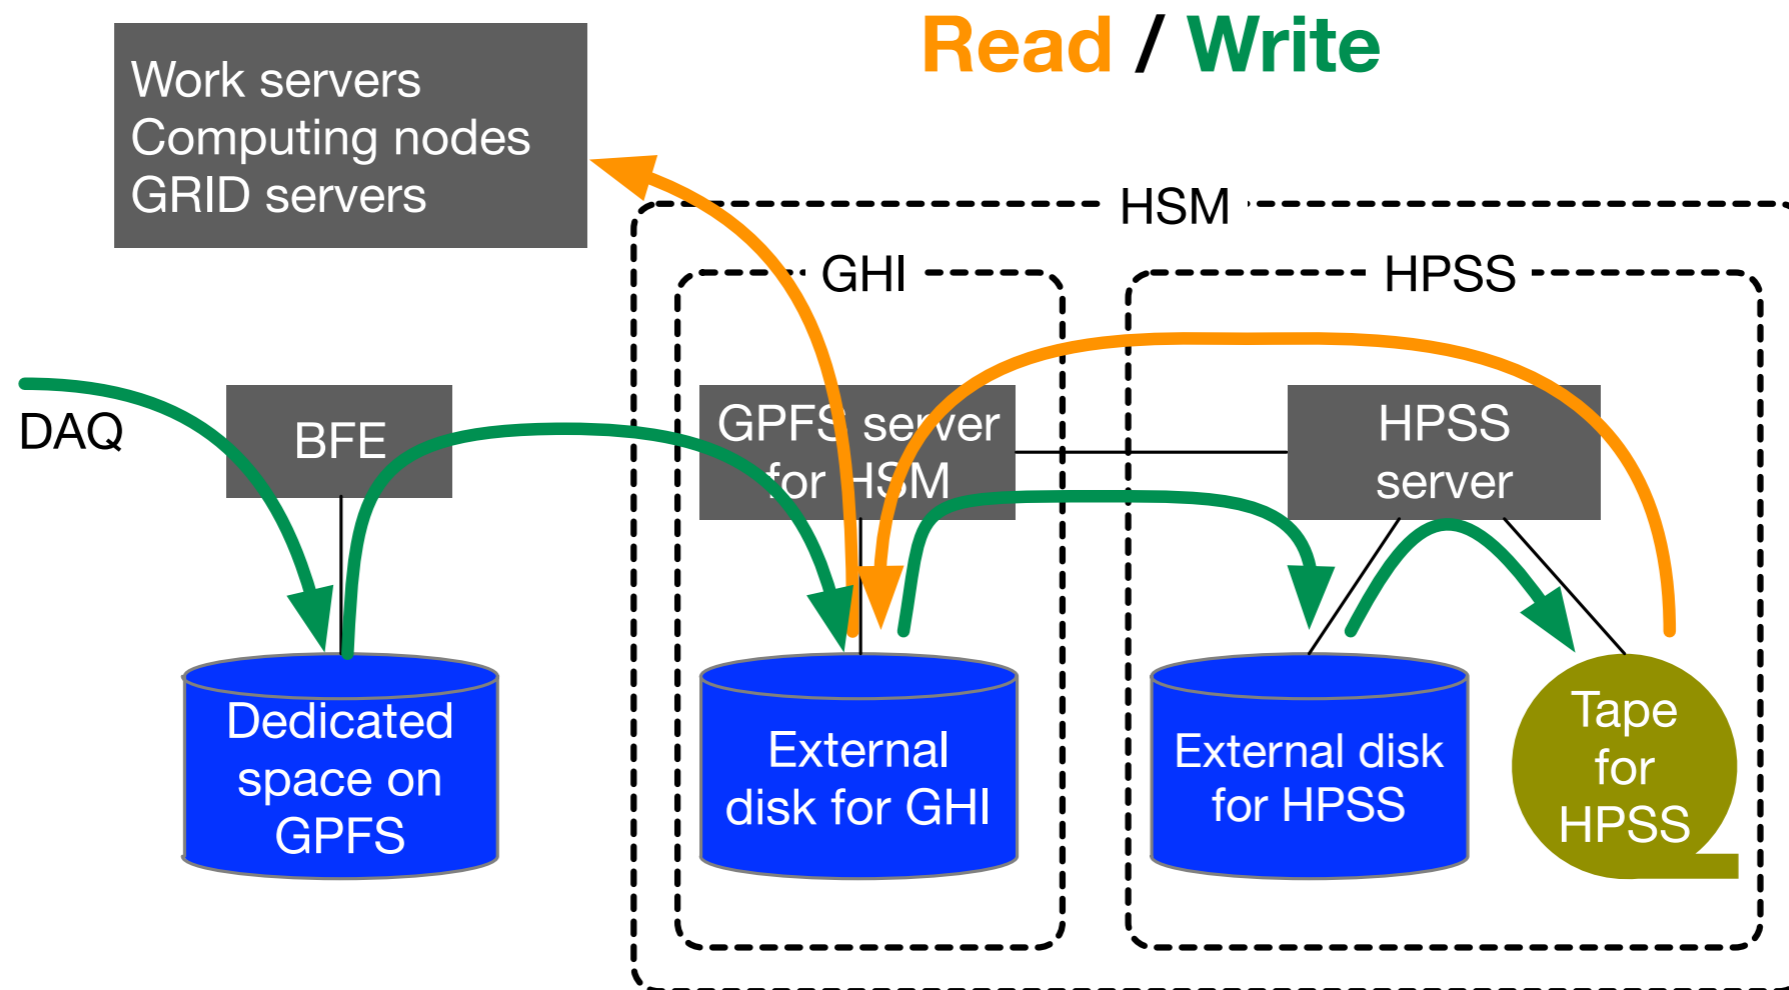 Read / Write
Work servers
Computing nodes
GRID servers
HSM
GHI
HPSS
DAQ
BFE
GPFS server
for HSM
HPSS
server
Dedicated
space on
GPFS
External
disk for GHI
External disk
for HPSS
Tape
for
HPSS